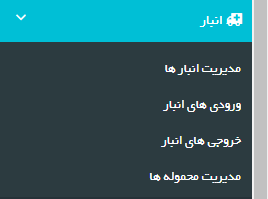 انبار
مدیریت انبار ها
ورودی های انبار
خروجی های انبار
مدیریت محموله ها